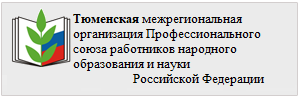 Тюменская межрегиональная
организация Профессионального
союза работников народного
образования и науки
Российской Федерации